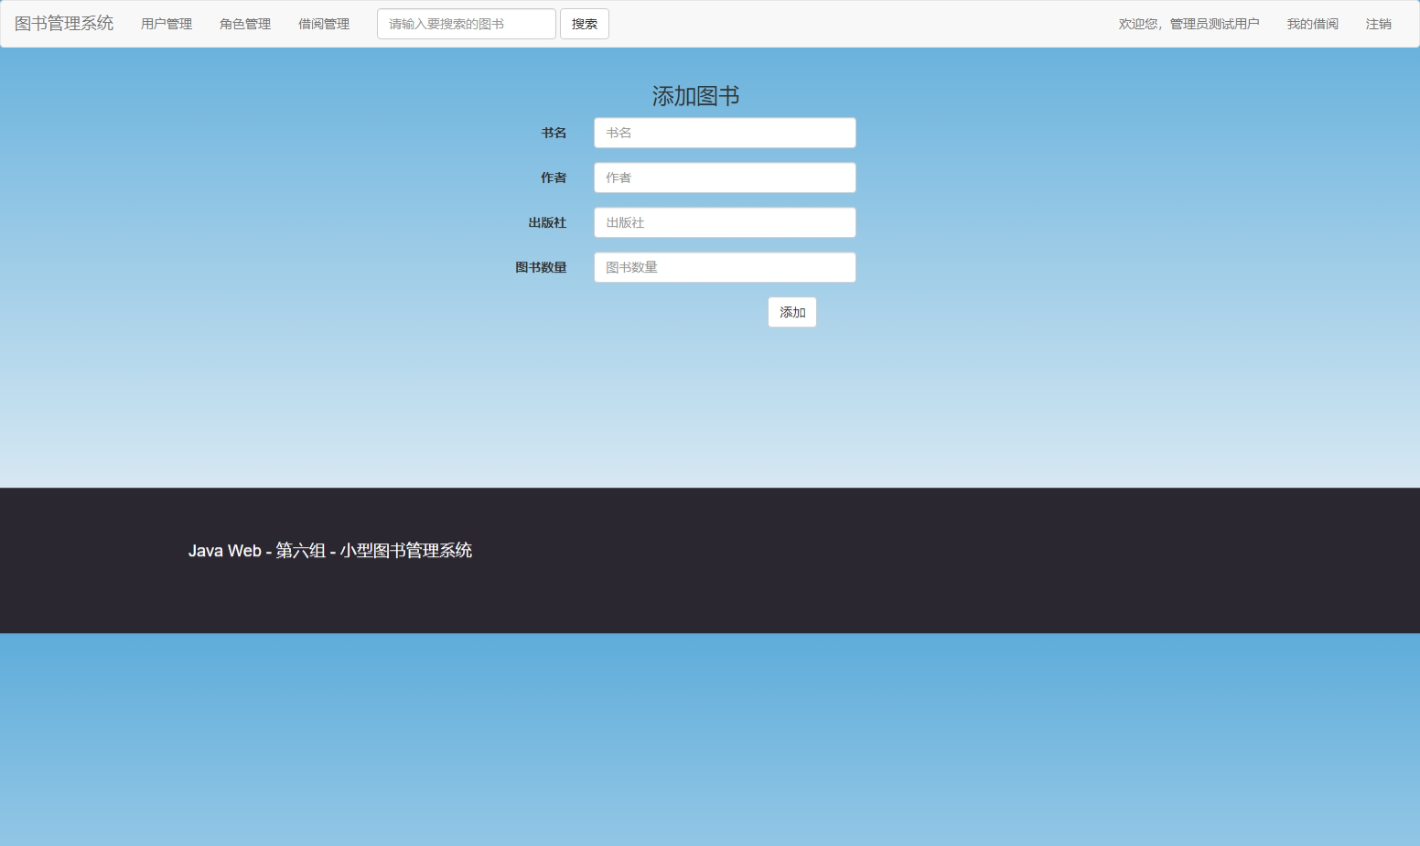 图书管理系统 用户管理 角色管理 借阅管理 请输入要搜索的图书 搜索 欢迎您，管理员测试用户 我的借阅 注销
添加图书
书名 书名
作者 作者
出版社 出版社
图书数量 图书数量
添加
Java Web - 第六组 - 小型图书管理系统